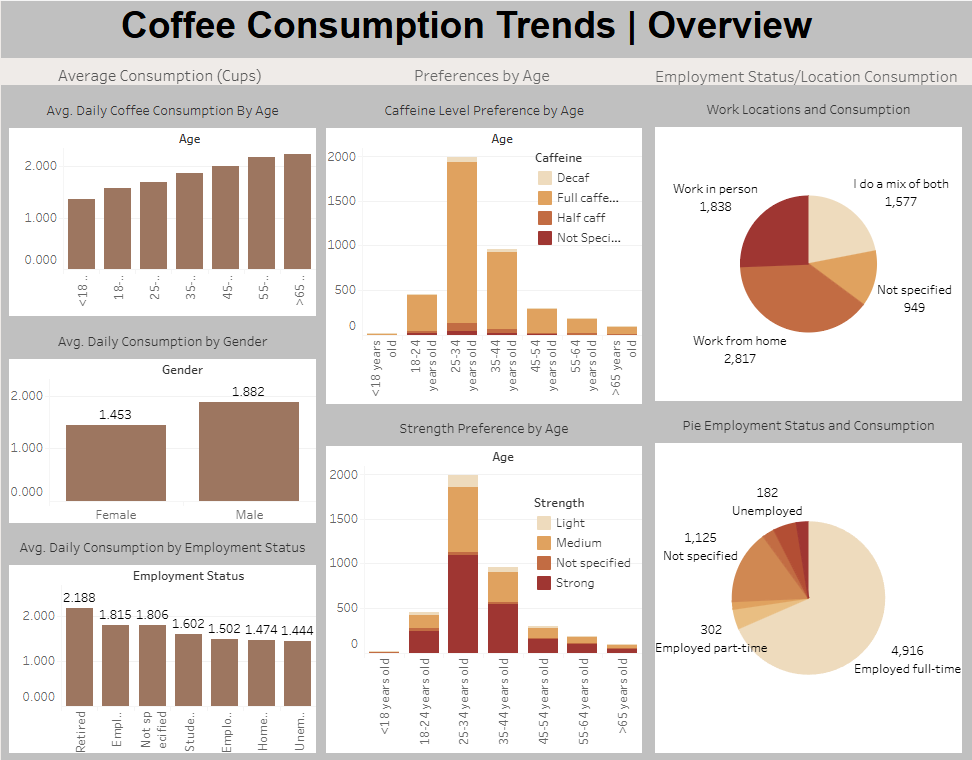 Coffee Consumption Trends | Overview
Average Consumption (Cups)
Avg. Daily Coffee Consumption By Age
Age
2.000
1.000
0.000
<18 ..
18-..
25-..
35-..
45-..
55-..
>65 ..
Avg. Daily Consumption by Gender
Gender
2.000
1.000
0.000
1.453
1.882
Female
Male
Avg. Daily Consumption by Employment Status
Employment Status
2.000
1.000
0.000
2.188
1.815
1.806
1.602
1.502
1.474
1.444
Retired
Empl..
Not sp
ecified
Stude..
Emplo..
Home..
Unem..
Preferences by Age
Caffeine Level Preference by Age
Age
2000
1500
1000
500
0
Caffeine
Decaf
Full caffe...
Half caff
Not Speci...
<18 years
old
18-24
years old
25-34
years old
35-44
years old
45-54
years old
55-64
years old
>65 years
old
Strength Preference by Age
Age
2000
1500
1000
500
0
Strength
Light
Medium
Not specified
Strong
<18 years old
18-24 years old
25-34 years old
35-44 years old
45-54 years old
55-64 years old
>65 years old
Employment Status/Location Consumption
Work Locations and Consumption
Work in person
1,838
I do a mix of both
1,577
Not specified
949
Work from home
2,817
Pie Employment Status and Consumption
182
Unemployed
1,125
Not specified
302
Employed part-time
4,916
Employed full-time